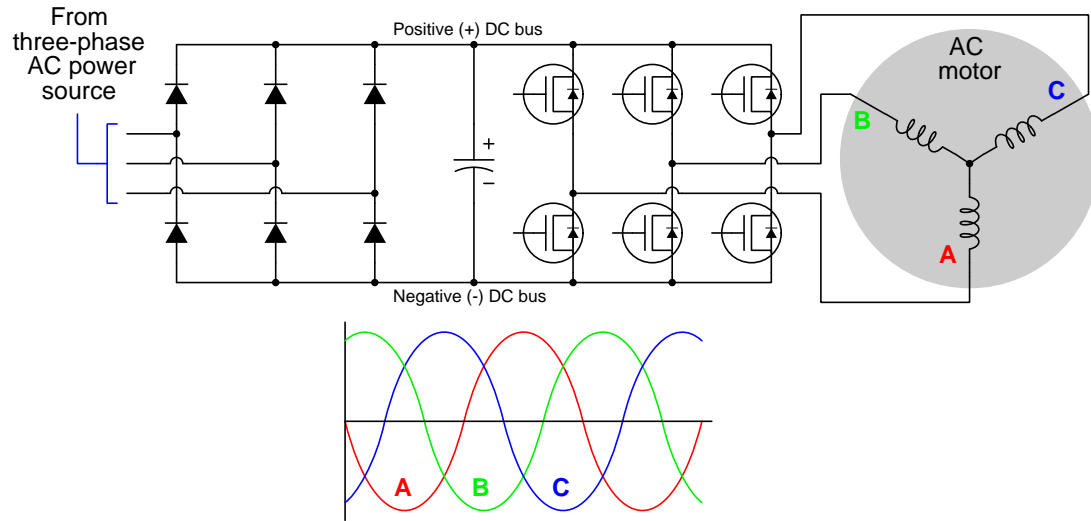 From
three-phase
AC power
source
Positive (+) DC bus
AC
motor
C
B
+
−
A
Negative (-) DC bus
A
B
C